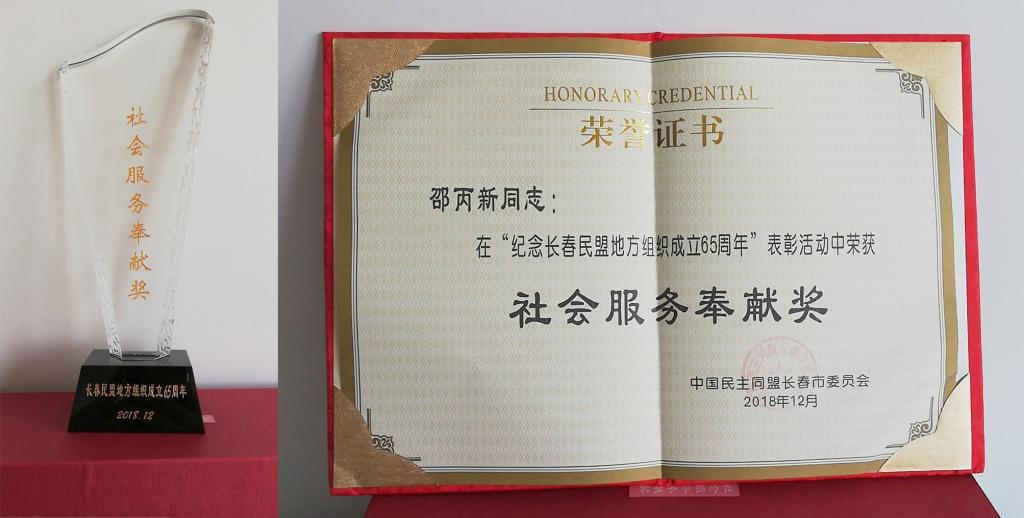 社会服务奉献奖
长春民盟地方组织成立65周年
2018.12
HONORARY CREDENTIAL
荣誉证书
邵丙新同志：
在“纪念长春民盟地方组织成立65周年”表彰活动中荣获
社会服务奉献奖
中国民主同盟长春市委员会
2018年12月